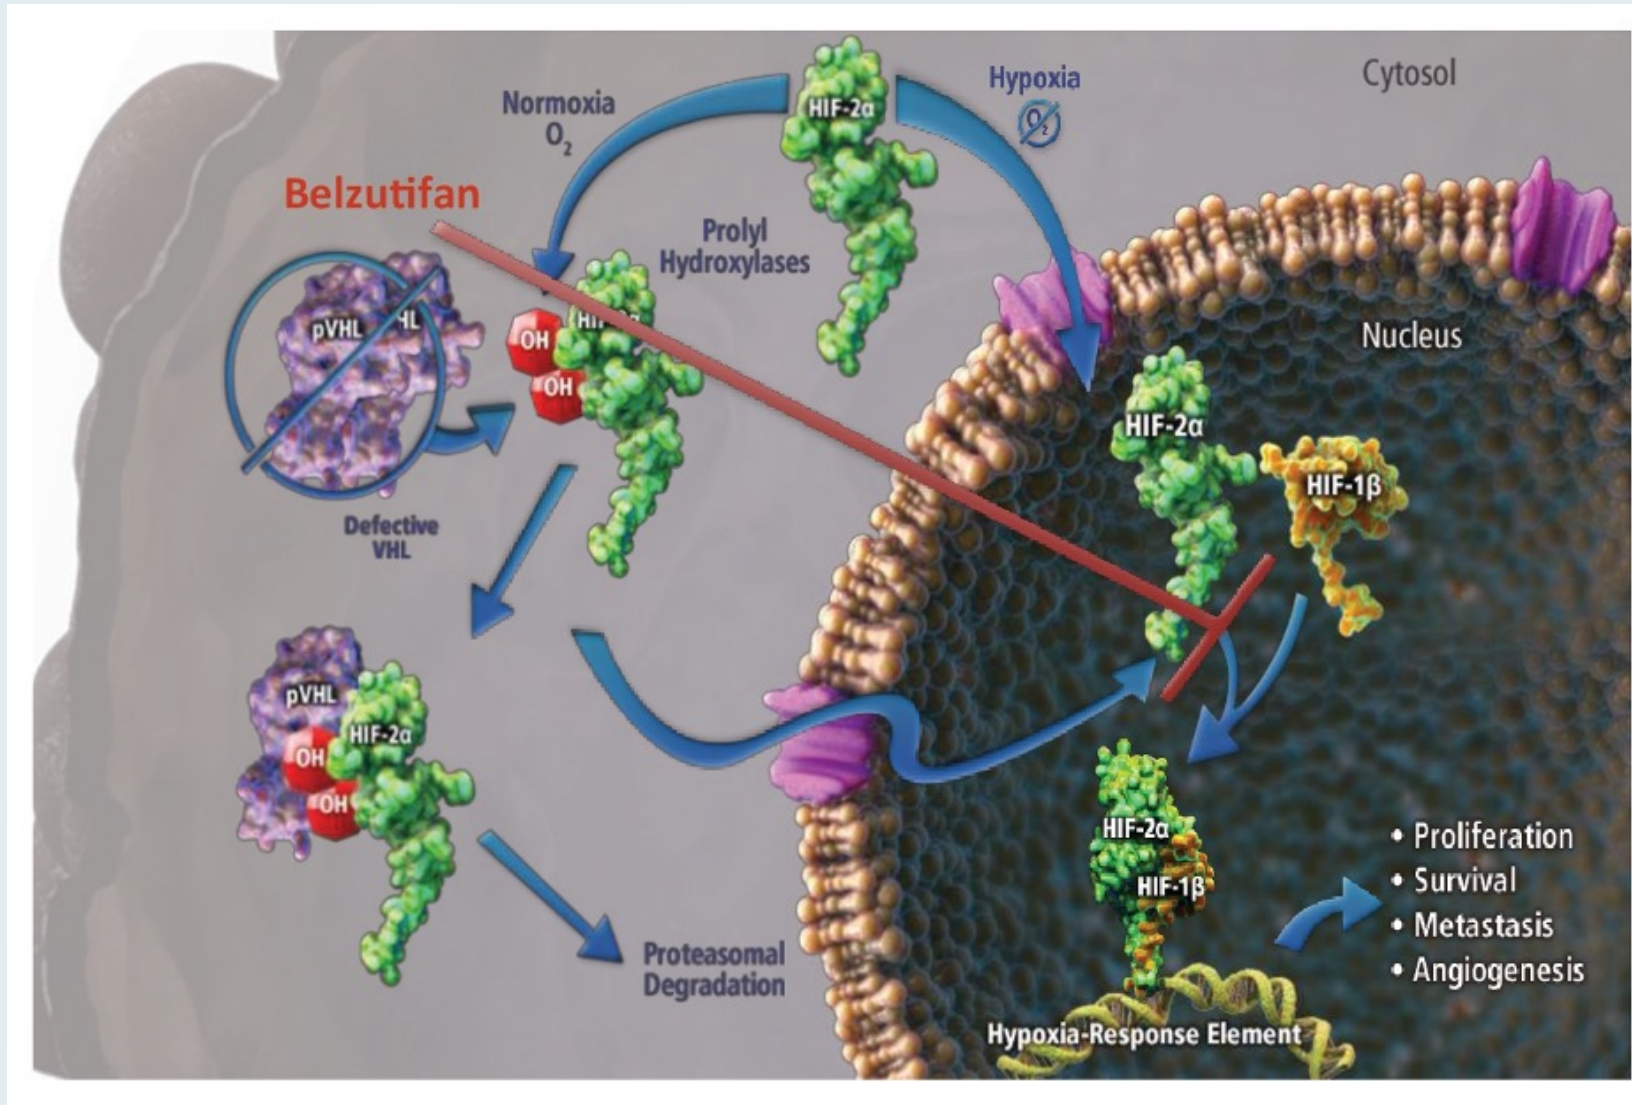 Cytosol
Hypoxia
O2
Normoxia
O2
HIF-2α
Belzutifan
Prolyl
Hydroxylases
pVHL
OH
OH
Defective
VHL
Nucleus
HIF-2α
HIF-1β
pVHL
HIF-2α
OH
OH
Proteasomal
Degradation
HIF-2α
HIF-1β
• Proliferation
• Survival
• Metastasis
• Angiogenesis
Hypoxia-Response Element